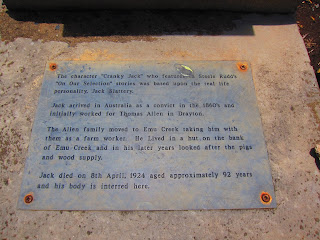 The character "Cranky Jack" who features in Steele Rudd's
"On Our Selection" stories was based upon the real life
personality, Jack Slattery.
Jack arrived in Australia as a convict in the 1860's and
initially worked for Thomas Allen in Drayton.
The Allen family moved to Emu Creek taking him with
them as a farm worker. He lived in a hut on the bank
of Emu Creek and in his later years looked after the pigs
and wood supply.
Jack died on 8th April, 1924 aged approximately 92 years
and his body is interred here.